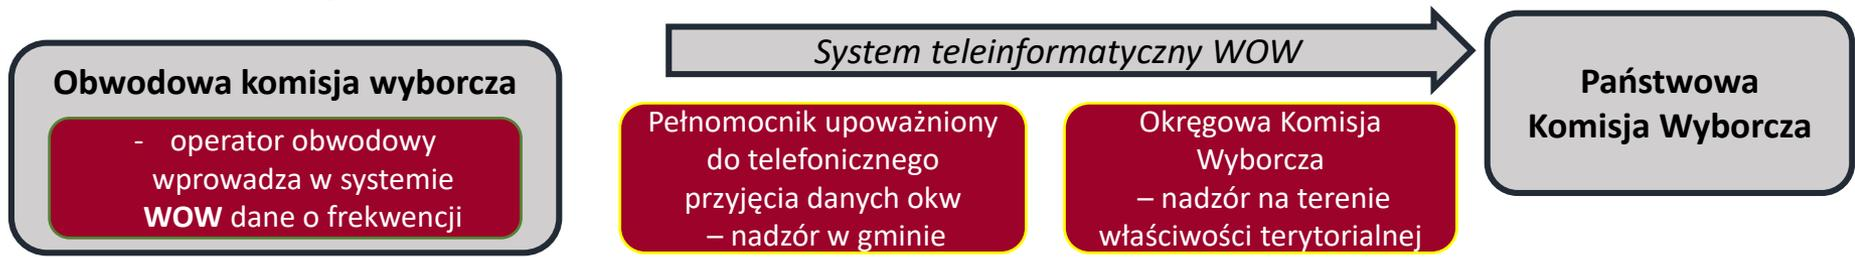 Obwodowa komisja wyborcza
- operator obwodowy
wprowadza w systemie
WOW dane o frekwencji
System teleinformatyczny WOW
Pełnomocnik upoważniony
do telefonicznego
przyjęcia danych okw
– nadzór w gminie
Okręgowa Komisja
Wyborcza
– nadzór na terenie
właściwości terytorialnej
Państwowa
Komisja Wyborcza